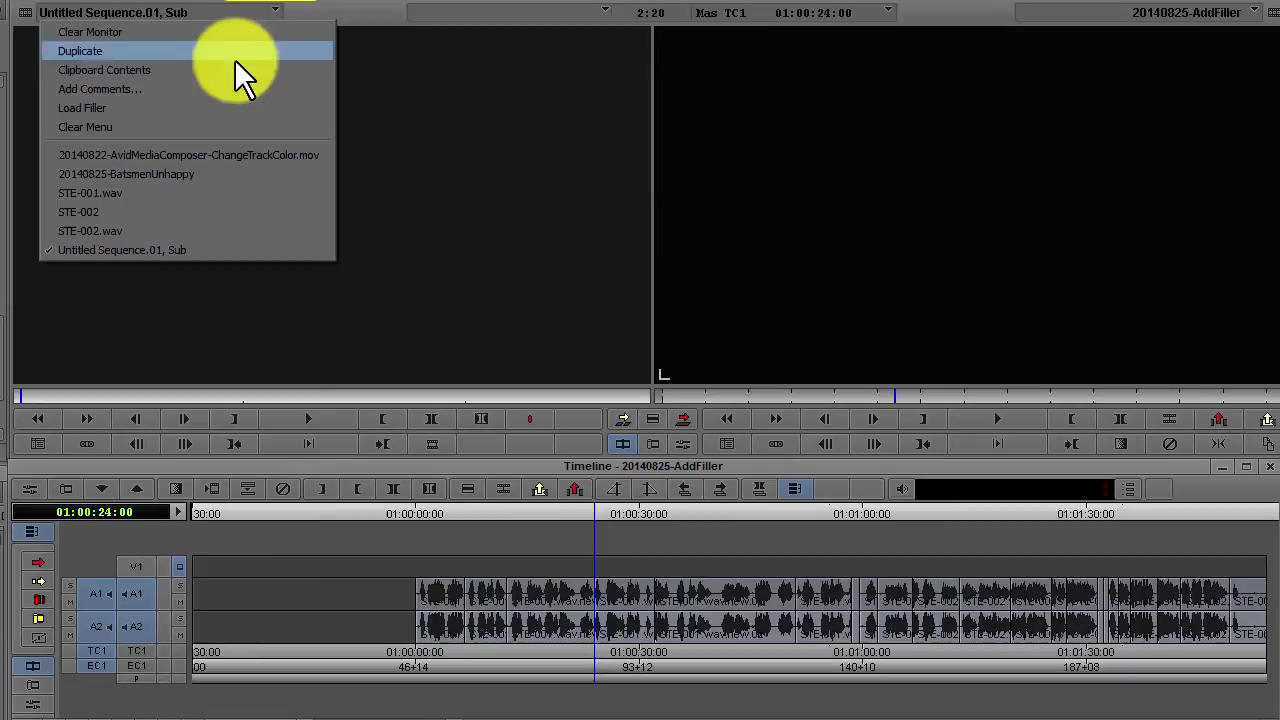 Untitled Sequence.01, Sub
2:20 Mas TC1 01:00:24:00
20140825-AddFiller
Clear Monitor
Duplicate
Clipboard Contents
Add Comments...
Load Filler
Clear Menu
20140822-AvidMediaComposer-ChangeTrackColor.mov
20140825-BatsmenUnhappy
STE-001.wav
STE-002
STE-002.wav
Untitled Sequence.01, Sub
Timeline - 20140825-AddFiller
01:00:24:00
30:00 01:00:00:00 01:00:30:00 01:01:00:00 01:01:30:00
V1
S A1 A1 S
M M
S A2 A2 S
M M
TC1 TC1 30:00 01:00:00:00 01:00:30:00 01:01:00:00 01:01:30:00
EC1 EC1 00 46+14 93+12 140+10 187+08
P